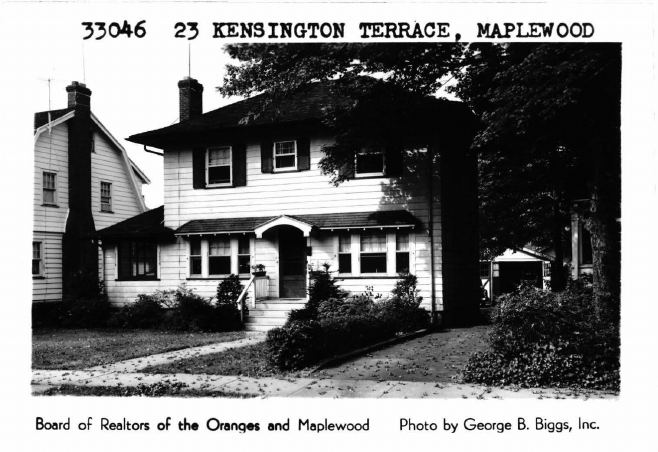 33046 23 KENSINGTON TERRACE, MAPLEWOOD
Board of Realtors of the Oranges and Maplewood Photo by George B. Biggs, Inc.